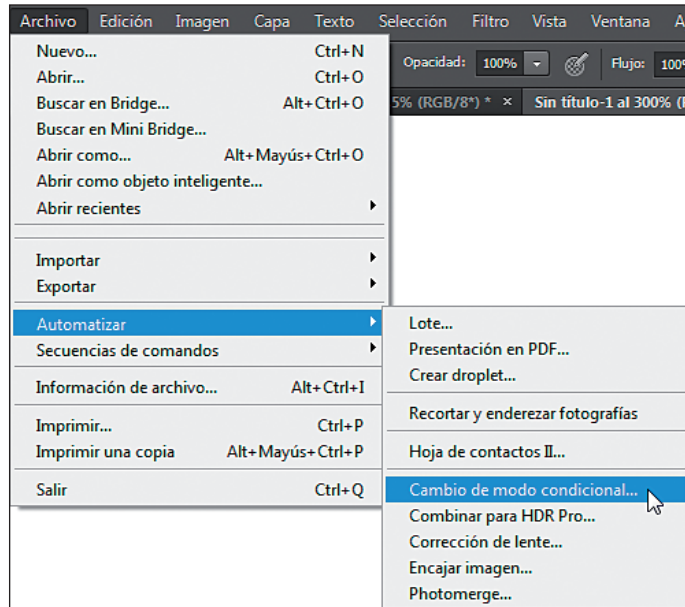 Archivo Edición Imagen Capa Texto Selección Filtro Vista Ventana A
Opacidad: 100% Flujo: 100%
5% (RGB/8*) * × Sin título-1 al 300% (
Nuevo... Ctrl+N
Abrir... Ctrl+O
Buscar en Bridge... Alt+Ctrl+O
Buscar en Mini Bridge...
Abrir como... Alt+Mayús+Ctrl+O
Abrir como objeto inteligente...
Abrir recientes
Importar
Exportar
Automatizar
Secuencias de comandos
Información de archivo... Alt+Ctrl+I
Imprimir... Ctrl+P
Imprimir una copia Alt+Mayús+Ctrl+P
Salir Ctrl+Q
Lote...
Presentación en PDF...
Crear droplet...
Recortar y enderezar fotografías
Hoja de contactos II...
Cambio de modo condicional...
Combinar para HDR Pro...
Corrección de lente...
Encajar imagen...
Photomerge...